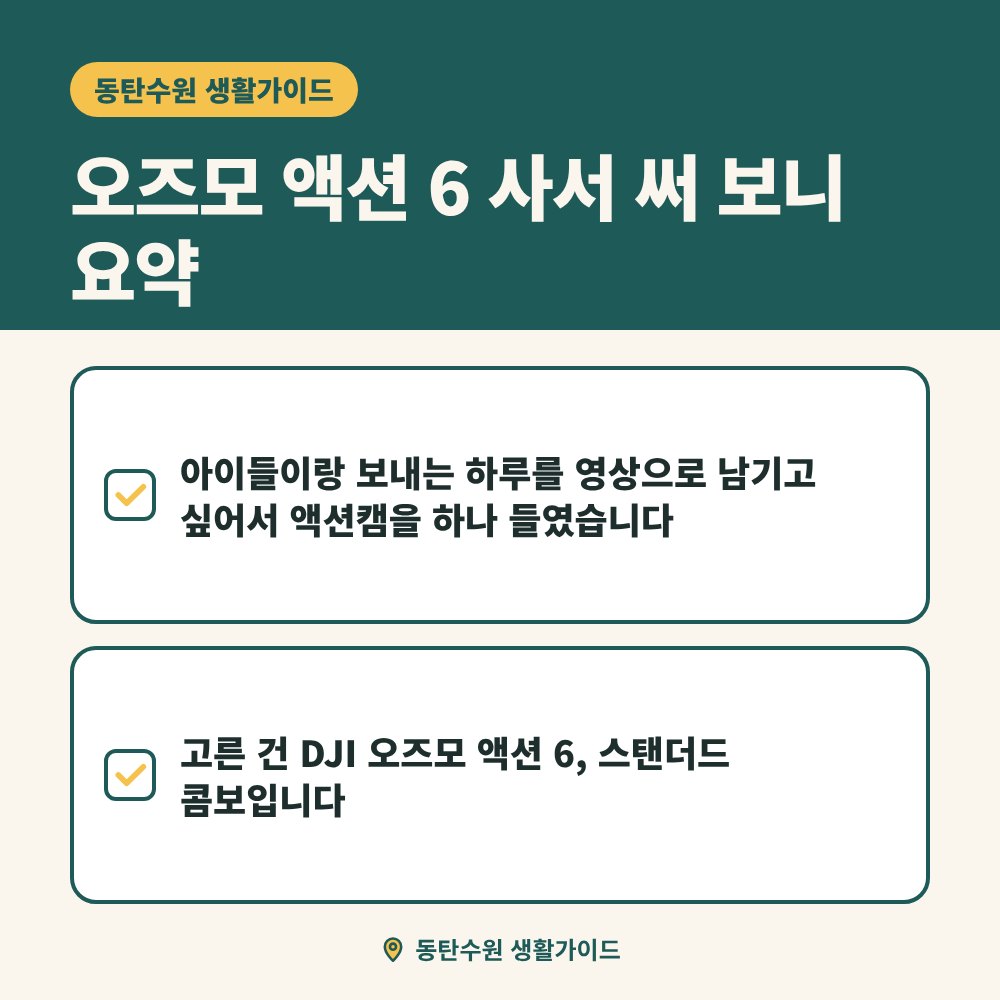 동탄수원 생활가이드
오즈모 액션 6 사서 써 보니
요약
아이들이랑 보내는 하루를 영상으로 남기고
싶어서 액션캠을 하나 들였습니다
고른 건 DJI 오즈모 액션 6, 스탠더드
콤보입니다
동탄수원 생활가이드